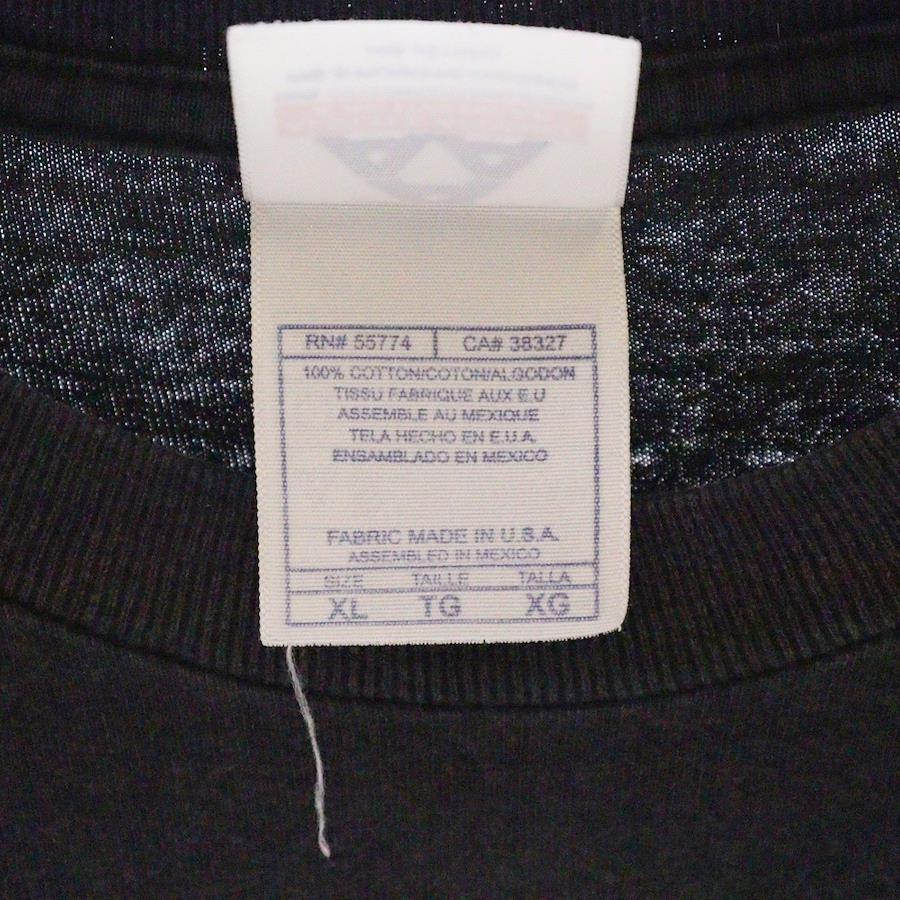 RN# 55774 CA# 38327
100% COTTON/COTON/ALGODON
TISSU FABRIQUE AUX E.U
ASSEMBLE AU MEXIQUE
TELA HECHO EN E.U.A.
ENSAMBLADO EN MEXICO
FABRIC MADE IN U.S.A.
ASSEMBLED IN MEXICO
SIZE TAILLE TALLA
XL TG XG